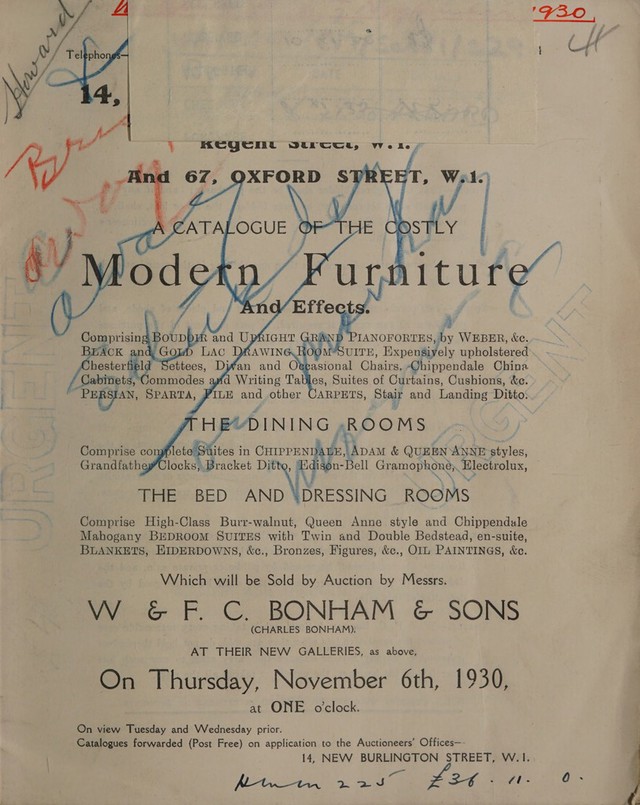 1930
Howard
Telephones—
14,
Regent Street, W.1.
And 67, OXFORD STREET, W.1.
A CATALOGUE OF THE COSTLY
Modern Furniture
And Effects.
Comprising BOUDOIR and UPRIGHT GRAND PIANOFORTES, by WEBER, &c.
BLACK and GOLD LAC DRAWING ROOM SUITE, Expensively upholstered
Chesterfield Settees, Divan and Occasional Chairs, Chippendale China
Cabinets, Commodes and Writing Tables, Suites of Curtains, Cushions, &c.
PERSIAN, SPARTA, PILE and other CARPETS, Stair and Landing Ditto.
THE DINING ROOMS
Comprise complete Suites in CHIPPENDALE, ADAM & QUEEN ANNE styles,
Grandfather Clocks, Bracket Ditto, Edison-Bell Gramophone, Electrolux,
URGENT
URGENT
THE BED AND DRESSING ROOMS
Comprise High-Class Burr-walnut, Queen Anne style and Chippendale
Mahogany BEDROOM SUITES with Twin and Double Bedstead, en-suite,
BLANKETS, EIDERDOWNS, &c., Bronzes, Figures, &c., OIL PAINTINGS, &c.
Which will be Sold by Auction by Messrs.
W & F. C. BONHAM & SONS
(CHARLES BONHAM),
AT THEIR NEW GALLERIES, as above,
On Thursday, November 6th, 1930,
at ONE o'clock.
On view Tuesday and Wednesday prior.
Catalogues forwarded (Post Free) on application to the Auctioneers' Offices—
14, NEW BURLINGTON STREET, W.1.
225 £36. 11. 0.